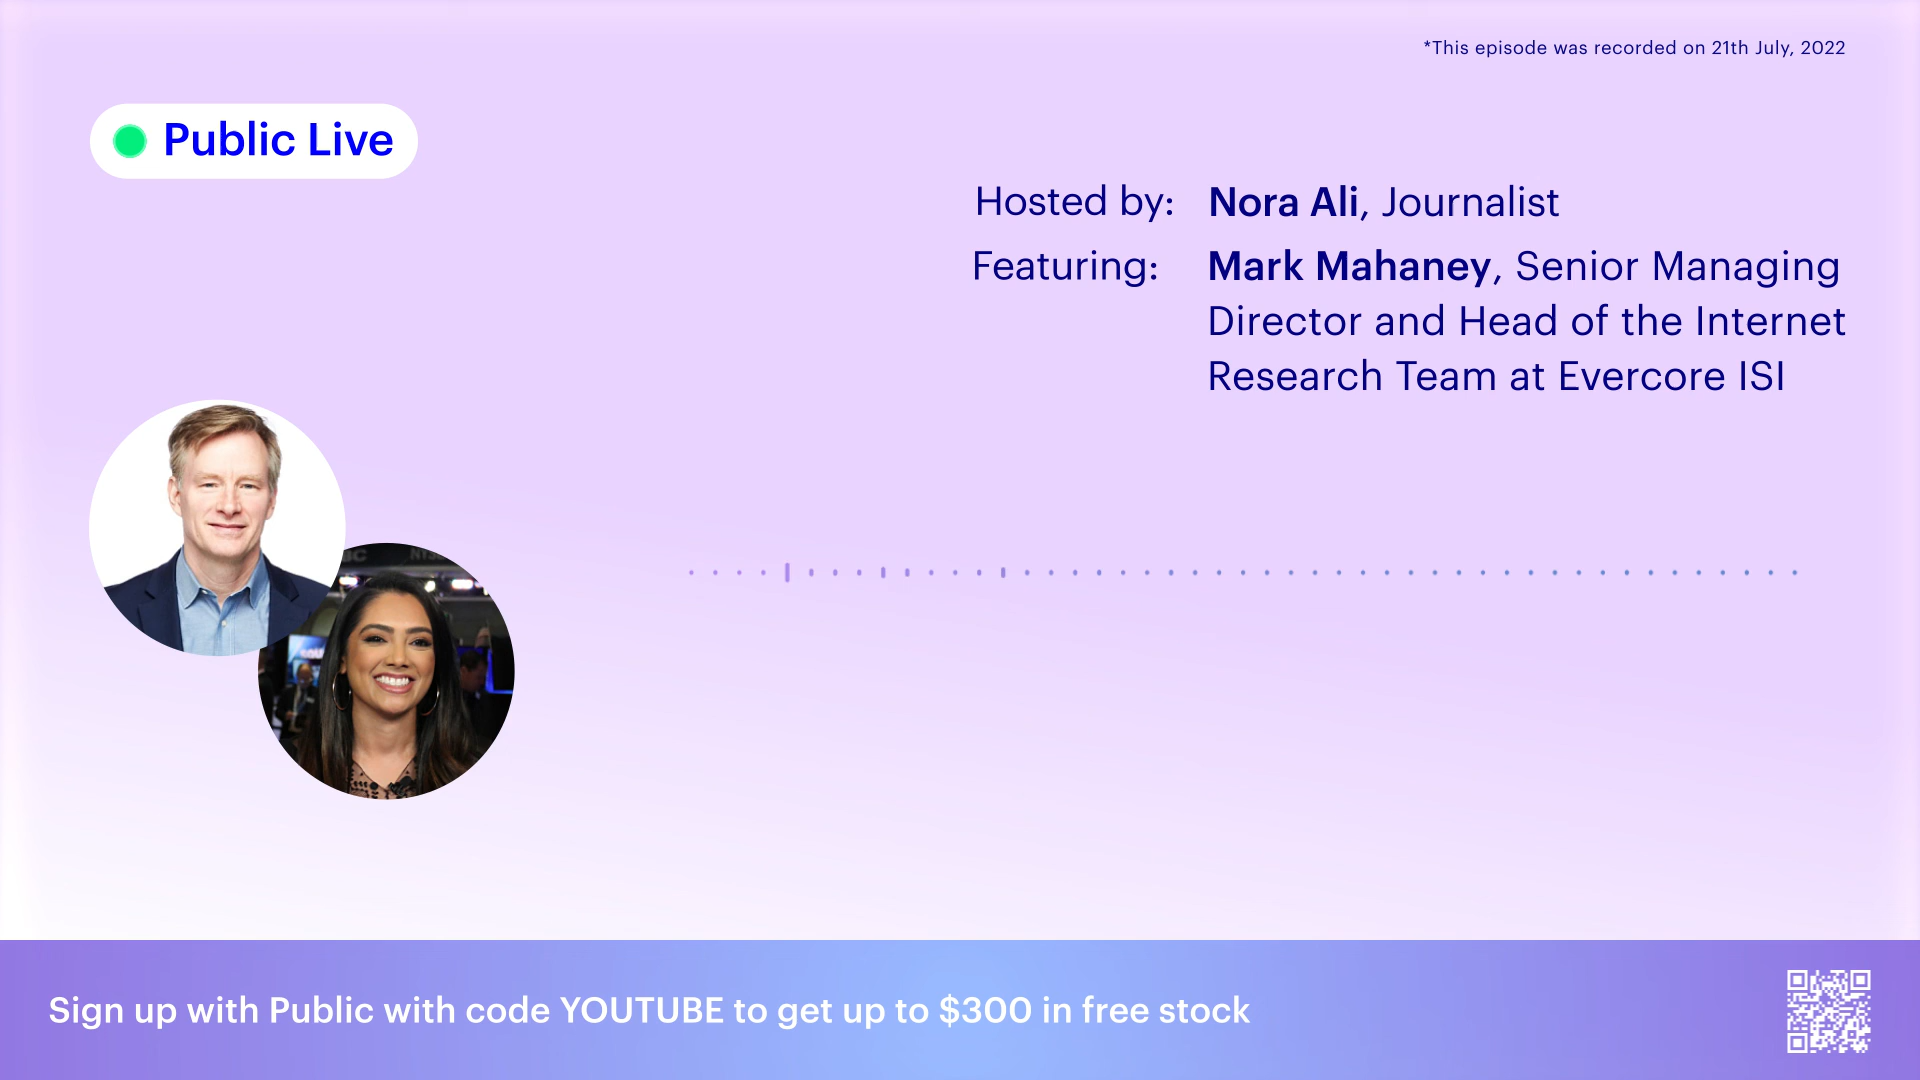 *This episode was recorded on 21th July, 2022
Public Live
Hosted by: Nora Ali, Journalist
Featuring: Mark Mahaney, Senior Managing
Director and Head of the Internet
Research Team at Evercore ISI
Sign up with Public with code YOUTUBE to get up to $300 in free stock